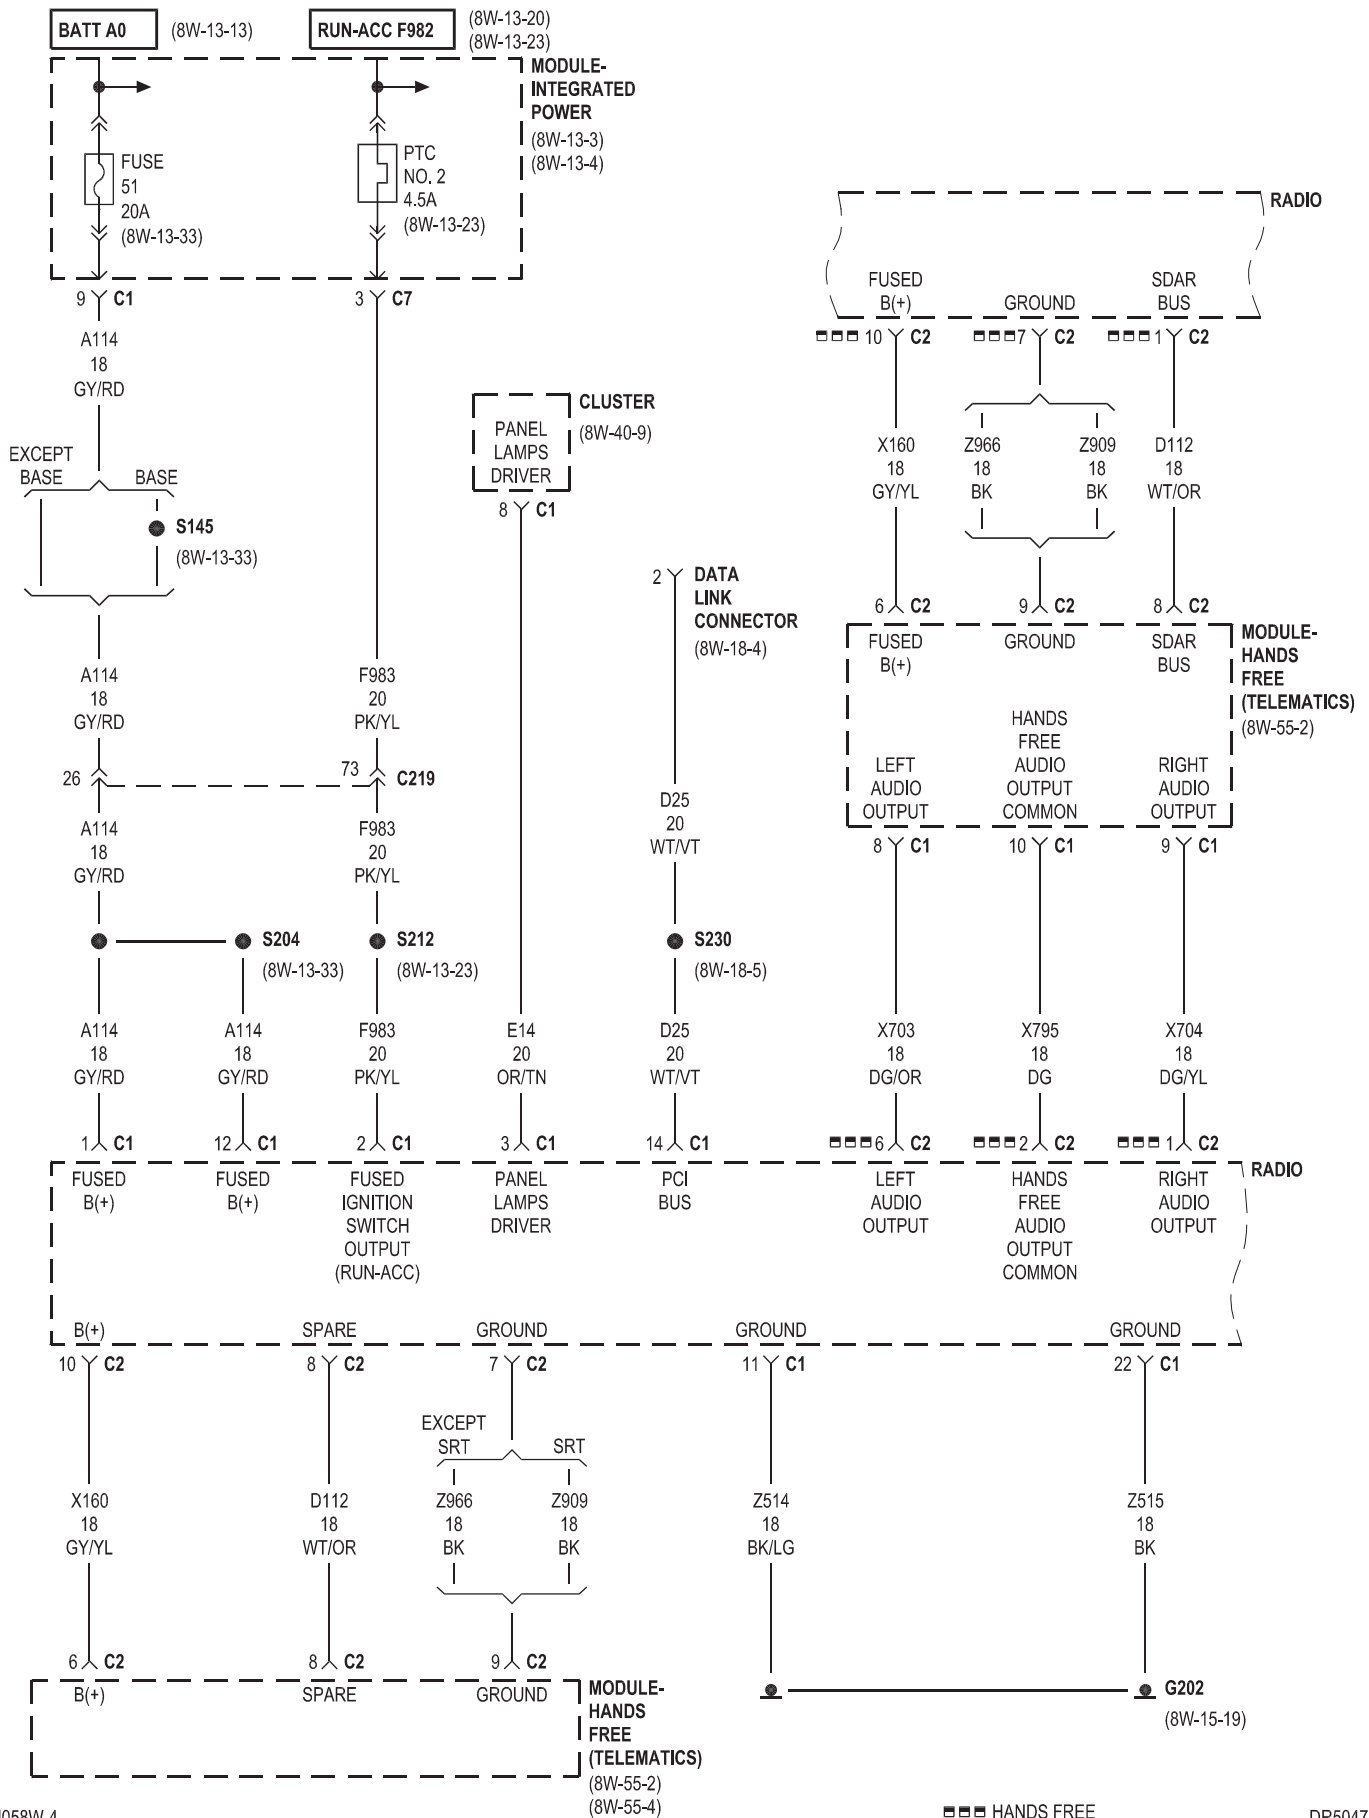 BATT A0 (8W-13-13)
RUN-ACC F982 (8W-13-20)
(8W-13-23)
MODULE-
INTEGRATED
POWER
(8W-13-3)
(8W-13-4)
FUSE
51
20A
(8W-13-33)
PTC
NO. 2
4.5A
(8W-13-23)
9 C1
3 C7
A114
18
GY/RD
EXCEPT
BASE
BASE
S145
(8W-13-33)
A114
18
GY/RD
F983
20
PK/YL
26
73 C219
A114
18
GY/RD
F983
20
PK/YL
S204
(8W-13-33)
S212
(8W-13-23)
CLUSTER
(8W-40-9)
PANEL
LAMPS
DRIVER
8 C1
2 DATA
LINK
CONNECTOR
(8W-18-4)
D25
20
WT/VT
S230
(8W-18-5)
RADIO
FUSED
B(+)
GROUND
SDAR
BUS
10 C2
7 C2
1 C2
X160
18
GY/YL
Z966
18
BK
Z909
18
BK
D112
18
WT/OR
6 C2
9 C2
8 C2
MODULE-
HANDS
FREE
(TELEMATICS)
(8W-55-2)
FUSED
B(+)
GROUND
SDAR
BUS
LEFT
AUDIO
OUTPUT
HANDS
FREE
AUDIO
OUTPUT
COMMON
RIGHT
AUDIO
OUTPUT
8 C1
10 C1
9 C1
A114
18
GY/RD
A114
18
GY/RD
F983
20
PK/YL
E14
20
OR/TN
D25
20
WT/VT
X703
18
DG/OR
X795
18
DG
X704
18
DG/YL
1 C1
12 C1
2 C1
3 C1
14 C1
6 C2
2 C2
1 C2
RADIO
FUSED
B(+)
FUSED
B(+)
FUSED
IGNITION
SWITCH
OUTPUT
(RUN-ACC)
PANEL
LAMPS
DRIVER
PCI
BUS
LEFT
AUDIO
OUTPUT
HANDS
FREE
AUDIO
OUTPUT
COMMON
RIGHT
AUDIO
OUTPUT
B(+)
SPARE
GROUND
GROUND
GROUND
10 C2
8 C2
7 C2
11 C1
22 C1
EXCEPT
SRT
SRT
X160
18
GY/YL
D112
18
WT/OR
Z966
18
BK
Z909
18
BK
Z514
18
BK/LG
Z515
18
BK
6 C2
8 C2
9 C2
B(+)
SPARE
GROUND
MODULE-
HANDS
FREE
(TELEMATICS)
(8W-55-2)
(8W-55-4)
G202
(8W-15-19)
HANDS FREE